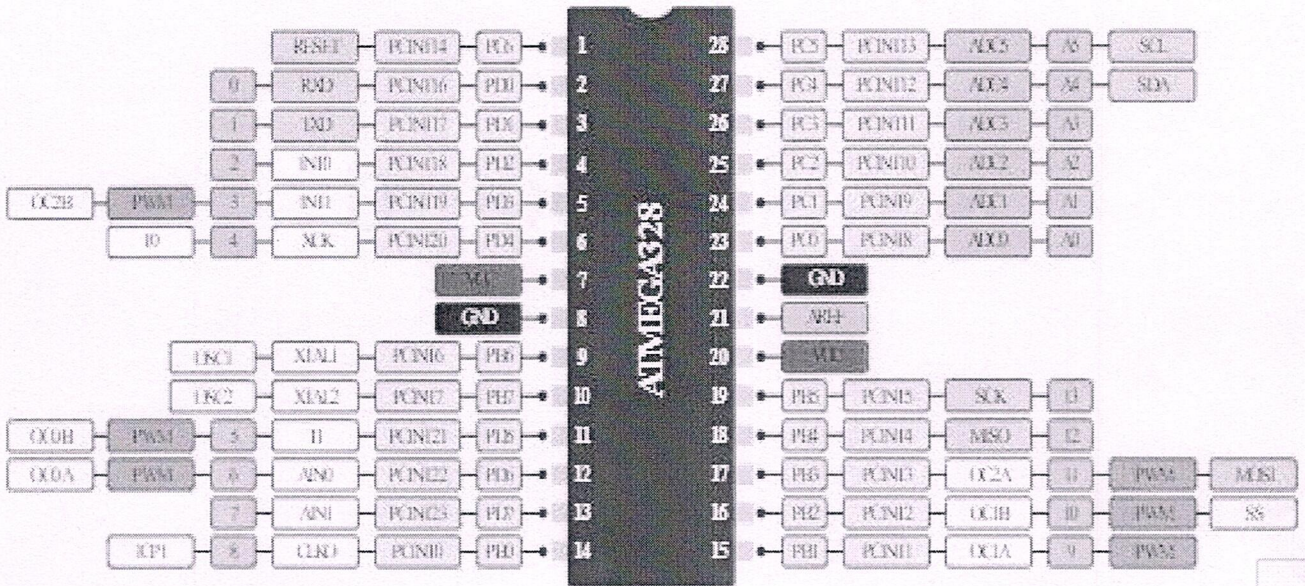 RESET PCINT14 PC6 1 28 PC5 PCINT13 ADC5 A5 SCL
0 RXD PCINT16 PD0 2 27 PC4 PCINT12 ADC4 A4 SDA
1 TXD PCINT17 PD1 3 26 PC3 PCINT11 ADC3 A3
2 INT0 PCINT18 PD2 4 25 PC2 PCINT10 ADC2 A2
OC2B PWM 3 INT1 PCINT19 PD3 5 24 PC1 PCINT9 ADC1 A1
T0 4 XCK PCINT20 PD4 6 23 PC0 PCINT8 ADC0 A0
7 22 GND
GND 8 21 AREF
9 20
OSC1 XTAL1 PCINT6 PB6
OSC2 XTAL2 PCINT7 PB7 10 19 PB5 PCINT5 SCK 13
OC0B PWM 5 T1 PCINT21 PD5 11 18 PB4 PCINT4 MISO 12
OC0A PWM 6 AIN0 PCINT22 PD6 12 17 PB3 PCINT3 OC2A 11 PWM MOSI
7 AIN1 PCINT23 PD7 13 16 PB2 PCINT2 OC1B 10 PWM SS
ICP1 8 CLKO PCINT0 PB0 14 15 PB1 PCINT1 OC1A 9 PWM
ATMEGA328